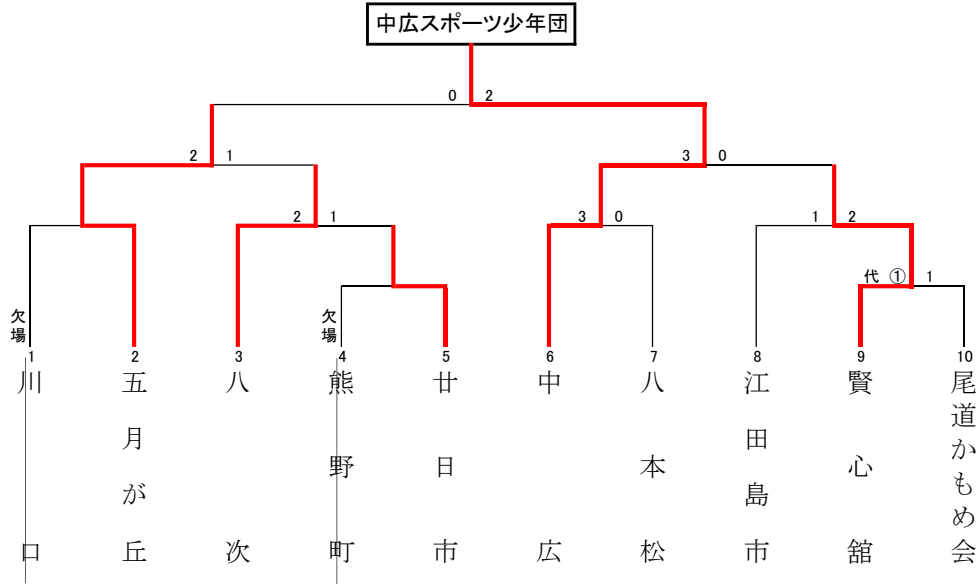 中広スポーツ少年団
0 2
2 1
3 0
2 1
3 0
1 2
代 ① 1
欠場
欠場
1 2 3 4 5 6 7 8 9 10
川口
五月が丘
八次
熊野町
廿日市
中広
八本松
江田島市
賢心舘
尾道かもめ会